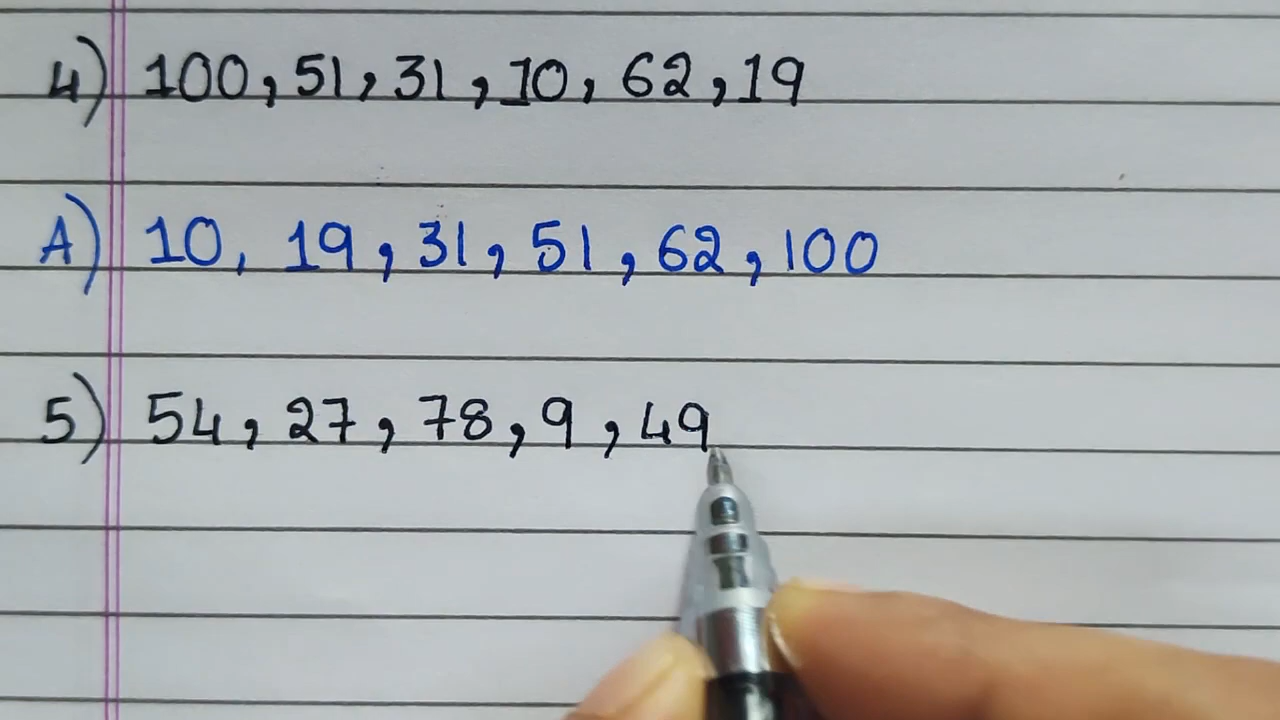 4) 100, 51, 31, 10, 62, 19
A) 10, 19, 31, 51, 62, 100
5) 54, 27, 78, 9, 49